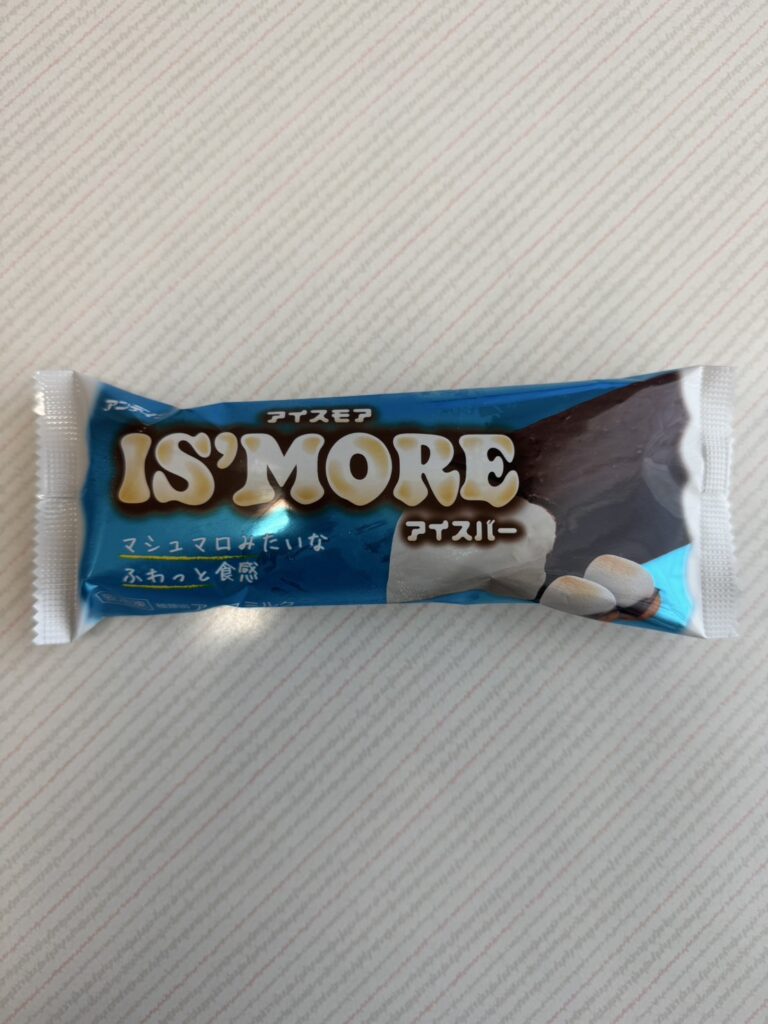 アイスモア
IS'MORE
アイスバー
マシュマロみたいな
ふわっと食感